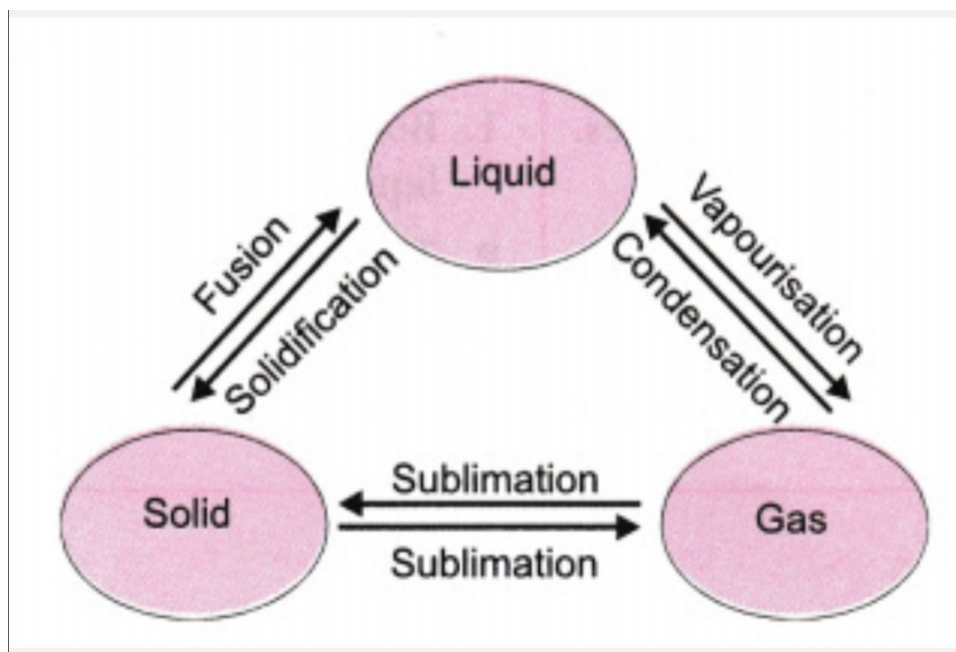 Liquid
Fusion
Solidification
Vapourisation
Condensation
Solid
Sublimation
Sublimation
Gas